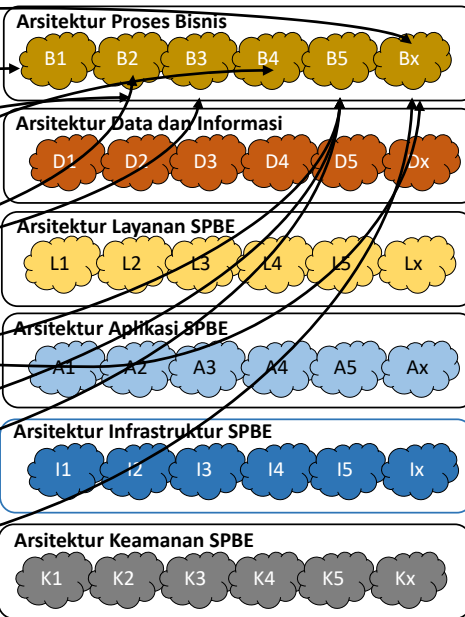 Arsitektur Proses Bisnis
B1 B2 B3 B4 B5 Bx
Arsitektur Data dan Informasi
D1 D2 D3 D4 D5 Dx
Arsitektur Layanan SPBE
L1 L2 L3 L4 L5 Lx
Arsitektur Aplikasi SPBE
A1 A2 A3 A4 A5 Ax
Arsitektur Infrastruktur SPBE
I1 I2 I3 I4 I5 Ix
Arsitektur Keamanan SPBE
K1 K2 K3 K4 K5 Kx